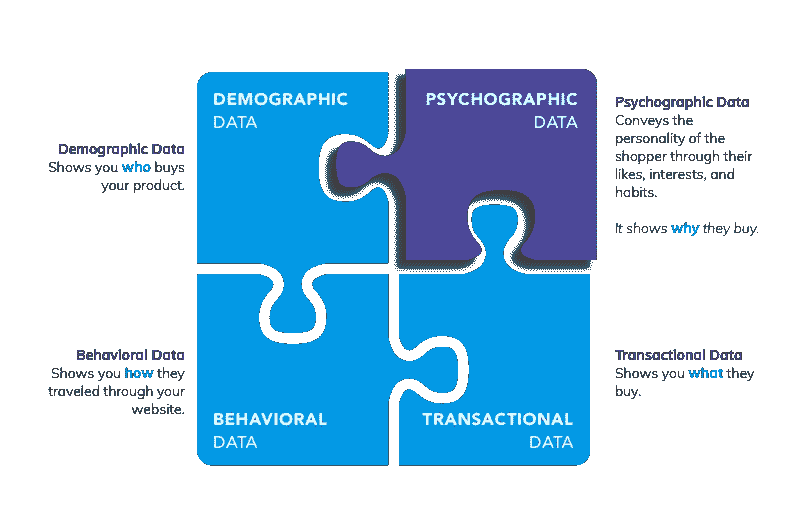 DEMOGRAPHIC
DATA
PSYCHOGRAPHIC
DATA
Demographic Data
Shows you who buys
your product.
Psychographic Data
Conveys the
personality of the
shopper through their
likes, interests, and
habits.
It shows why they buy.
Behavioral Data
Shows you how they
traveled through your
website.
Transactional Data
Shows you what they
buy.
BEHAVIORAL
DATA
TRANSACTIONAL
DATA